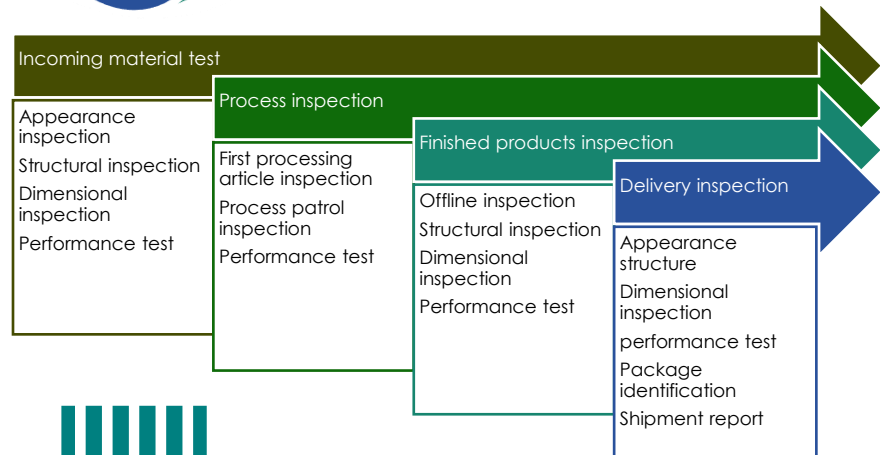 Incoming material test
Appearance
inspection
Structural inspection
Dimensional
inspection
Performance test
Process inspection
First processing
article inspection
Process patrol
inspection
Performance test
Finished products inspection
Offline inspection
Structural inspection
Dimensional
inspection
Performance test
Delivery inspection
Appearance
structure
Dimensional
inspection
performance test
Package
identification
Shipment report